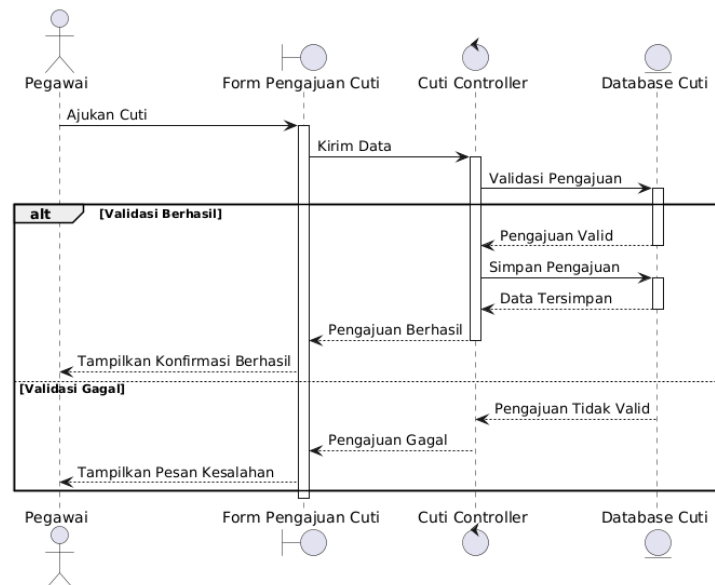 Pegawai
Form Pengajuan Cuti
Cuti Controller
Database Cuti
Ajukan Cuti
Kirim Data
Validasi Pengajuan
alt
[Validasi Berhasil]
Pengajuan Valid
Simpan Pengajuan
Data Tersimpan
Pengajuan Berhasil
Tampilkan Konfirmasi Berhasil
[Validasi Gagal]
Pengajuan Tidak Valid
Pengajuan Gagal
Tampilkan Pesan Kesalahan
Pegawai
Form Pengajuan Cuti
Cuti Controller
Database Cuti